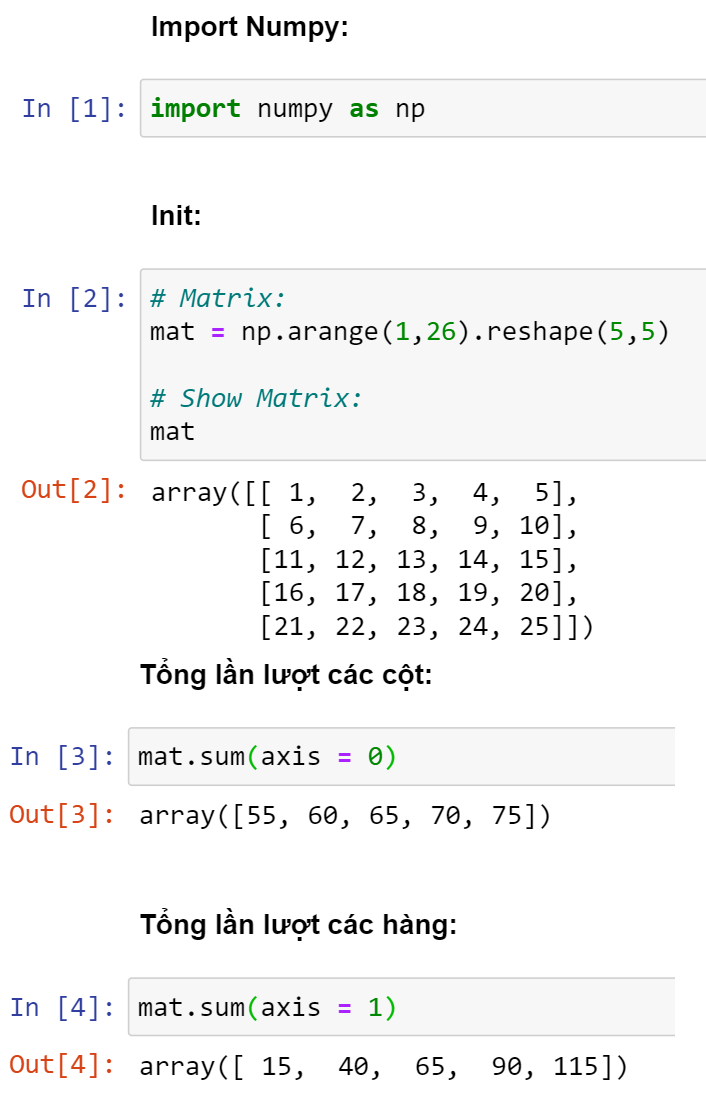 Import Numpy:
In [1]: import numpy as np
Init:
In [2]: # Matrix:
mat = np.arange(1,26).reshape(5,5)
# Show Matrix:
mat
Out[2]: array([[ 1,  2,  3,  4,  5],
[ 6,  7,  8,  9, 10],
[11, 12, 13, 14, 15],
[16, 17, 18, 19, 20],
[21, 22, 23, 24, 25]])
Tổng lần lượt các cột:
In [3]: mat.sum(axis = 0)
Out[3]: array([55, 60, 65, 70, 75])
Tổng lần lượt các hàng:
In [4]: mat.sum(axis = 1)
Out[4]: array([ 15,  40,  65,  90, 115])